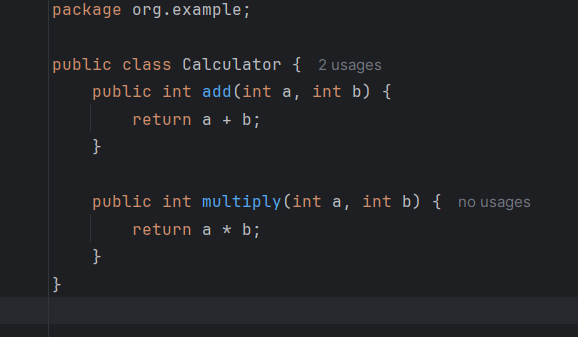 package org.example;
public class Calculator { 2 usages
public int add(int a, int b) {
return a + b;
}
public int multiply(int a, int b) { no usages
return a * b;
}
}